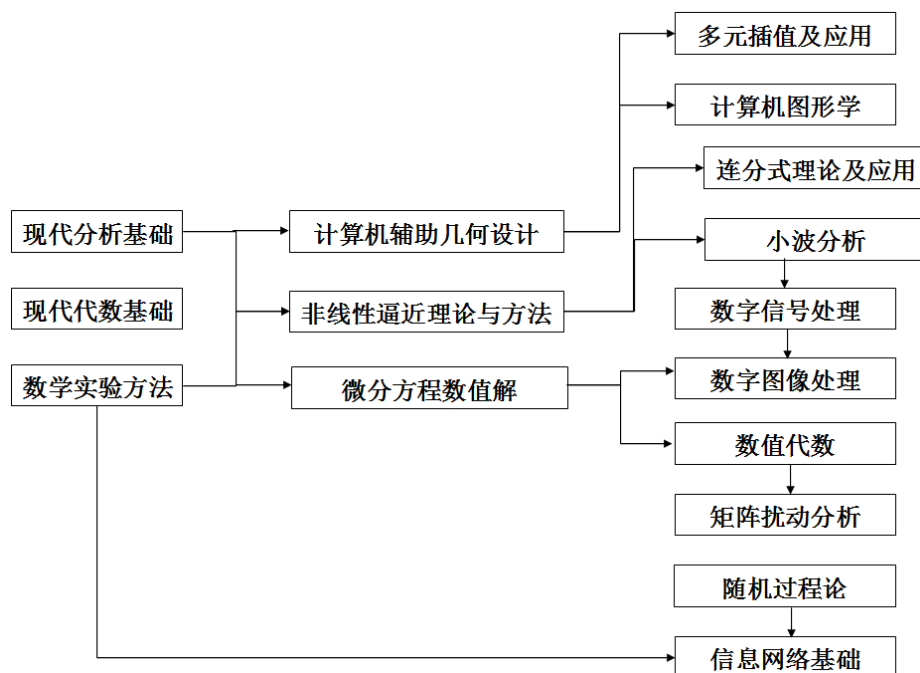 多元插值及应用
计算机图形学
连分式理论及应用
现代分析基础
计算机辅助几何设计
小波分析
现代代数基础
非线性逼近理论与方法
数字信号处理
数学实验方法
微分方程数值解
数字图像处理
数值代数
矩阵扰动分析
随机过程论
信息网络基础